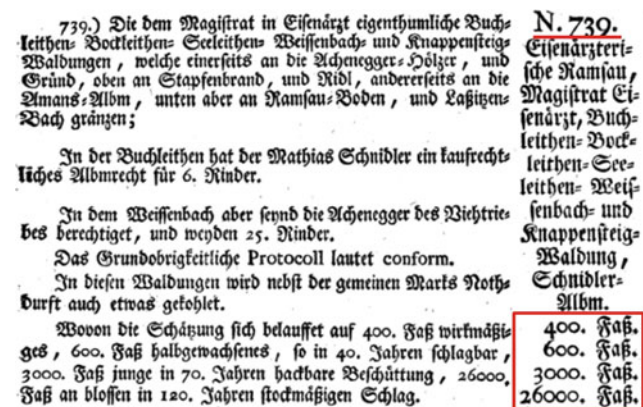 739.) Die dem Magistrat in Eisenärzt eigenthumliche Buch=
leithen= Bockleithen= Seeleithen= Weissenbach= und Knappensteig=
Waldungen, welche einerseits an die Achenegger=Hölzer, und
Gründ, oben an Stapfenbrand, und Ridl, andererseits an die
Amans=Albm, unten aber an Ramsau=Boden, und Laßitzen=
Bach gränzen;
In der Buchleithen hat der Mathias Schnidler ein kaufrecht=
liches Albmrecht für 6. Rinder.
In dem Weissenbach aber seynd die Achenegger des Viehtrie=
bes berechtiget, und weyden 25. Rinder.
Das Grundobrigkeitliche Protocoll lautet conform.
In diesen Waldungen wird nebst der gemeinen Markts Noth=
durft auch etwas gekohlet.
Wovon die Schätzung sich belauffet auf 400. Faß wirkmäßi=
ges, 600. Faß halbgewachsenes, so in 40. Jahren schlagbar,
3000. Faß junge in 70. Jahren hackbare Beschüttung, 26000.
Faß an blossen in 120. Jahren stockmäßigen Schlag.
N. 739.
Eisenärzteri=
sche Ramsau,
Magistrat Ei=
senärzt, Buch=
leithen= Bock=
leithen= See=
leithen= Weis=
senbach= und
Knappensteig=
Waldung,
Schnidler=
Albm.
400. Faß.
600. Faß.
3000. Faß.
26000. Faß.